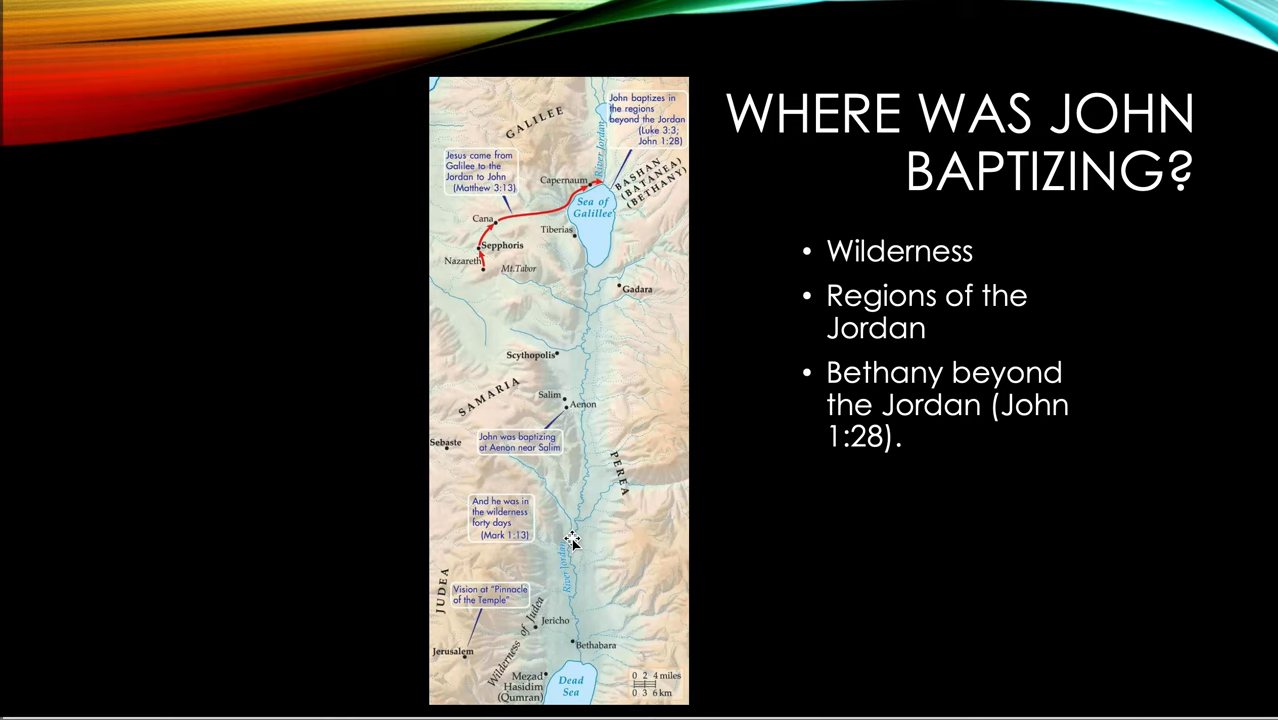 WHERE WAS JOHN
BAPTIZING?
• Wilderness
• Regions of the
Jordan
• Bethany beyond
the Jordan (John
1:28).
GALILEE
River Jordan
John baptizes in
the regions
beyond the Jordan
(Luke 3:3;
John 1:28)
Jesus came from
Galilee to the
Jordan to John
(Matthew 3:13)
Capernaum
BASHAN
(BATANEA)
(BETHANY)
Sea of
Galillee
Cana
Tiberias
Sepphoris
Nazareth
Mt.Tabor
Gadara
Scythopolis
SAMARIA
Salim
Aenon
John was baptizing
at Aenon near Salim
Sebaste
PEREA
And he was in
the wilderness
forty days
(Mark 1:13)
River Jordan
JUDEA
Vision at "Pinnacle
of the Temple"
Wilderness of Judea
Jericho
Bethabara
Jerusalem
Mezad
Hasidim
(Qumran)
Dead
Sea
0 2 4 miles
0 3 6 km